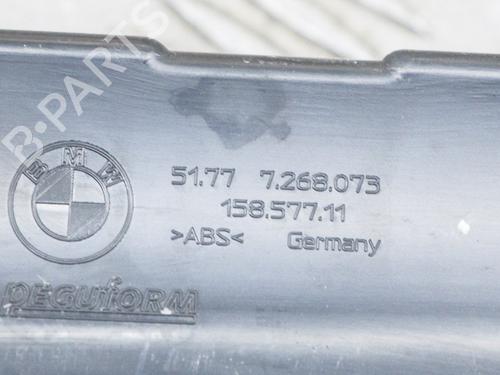 B-PARTS
BMW
51.77 7.268.073
158.577.11
>ABS< Germany
DEGUFORM